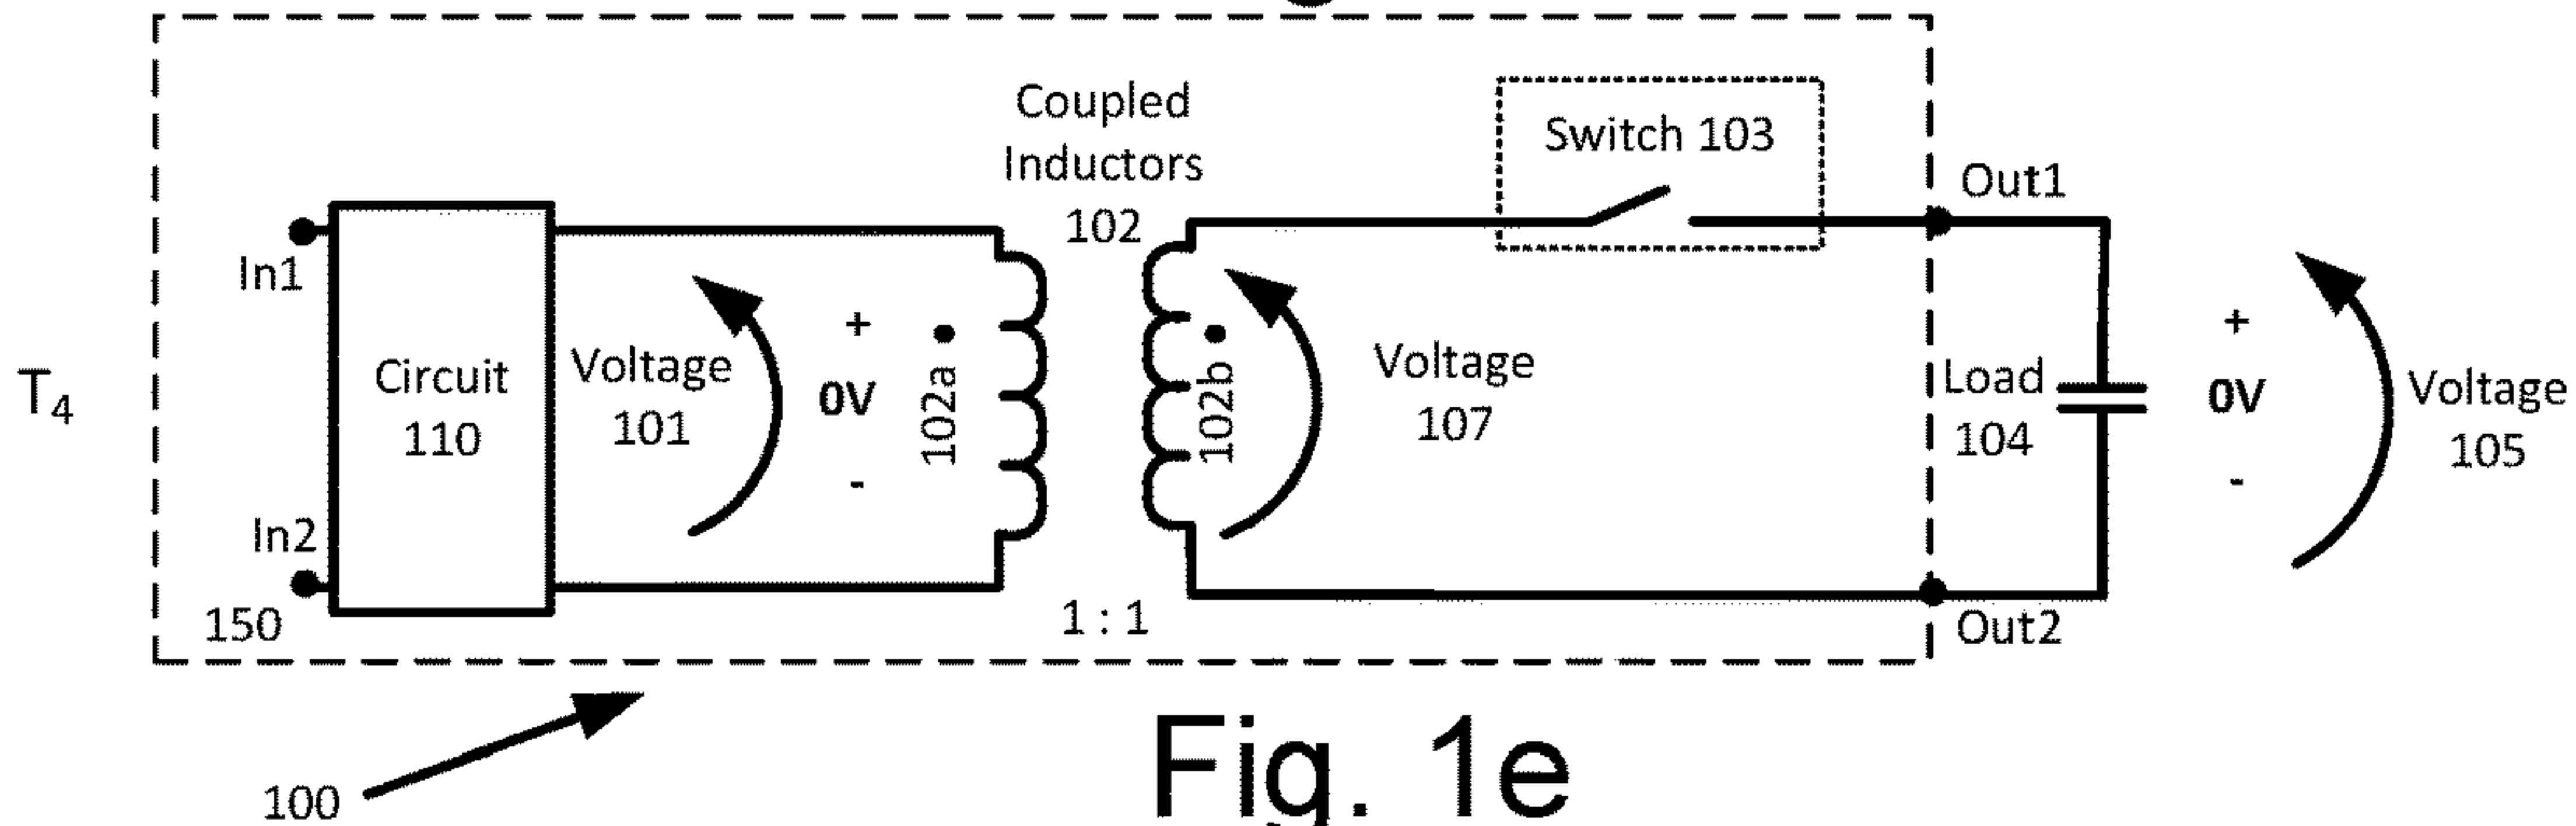 Coupled
Inductors
102
Switch 103
Out1
In1
T4
Circuit
110
Voltage
101
+
0V
-
102a
102b
Voltage
107
Load
104
+
0V
-
Voltage
105
In2
150
1 : 1
Out2
100
Fig. 1e